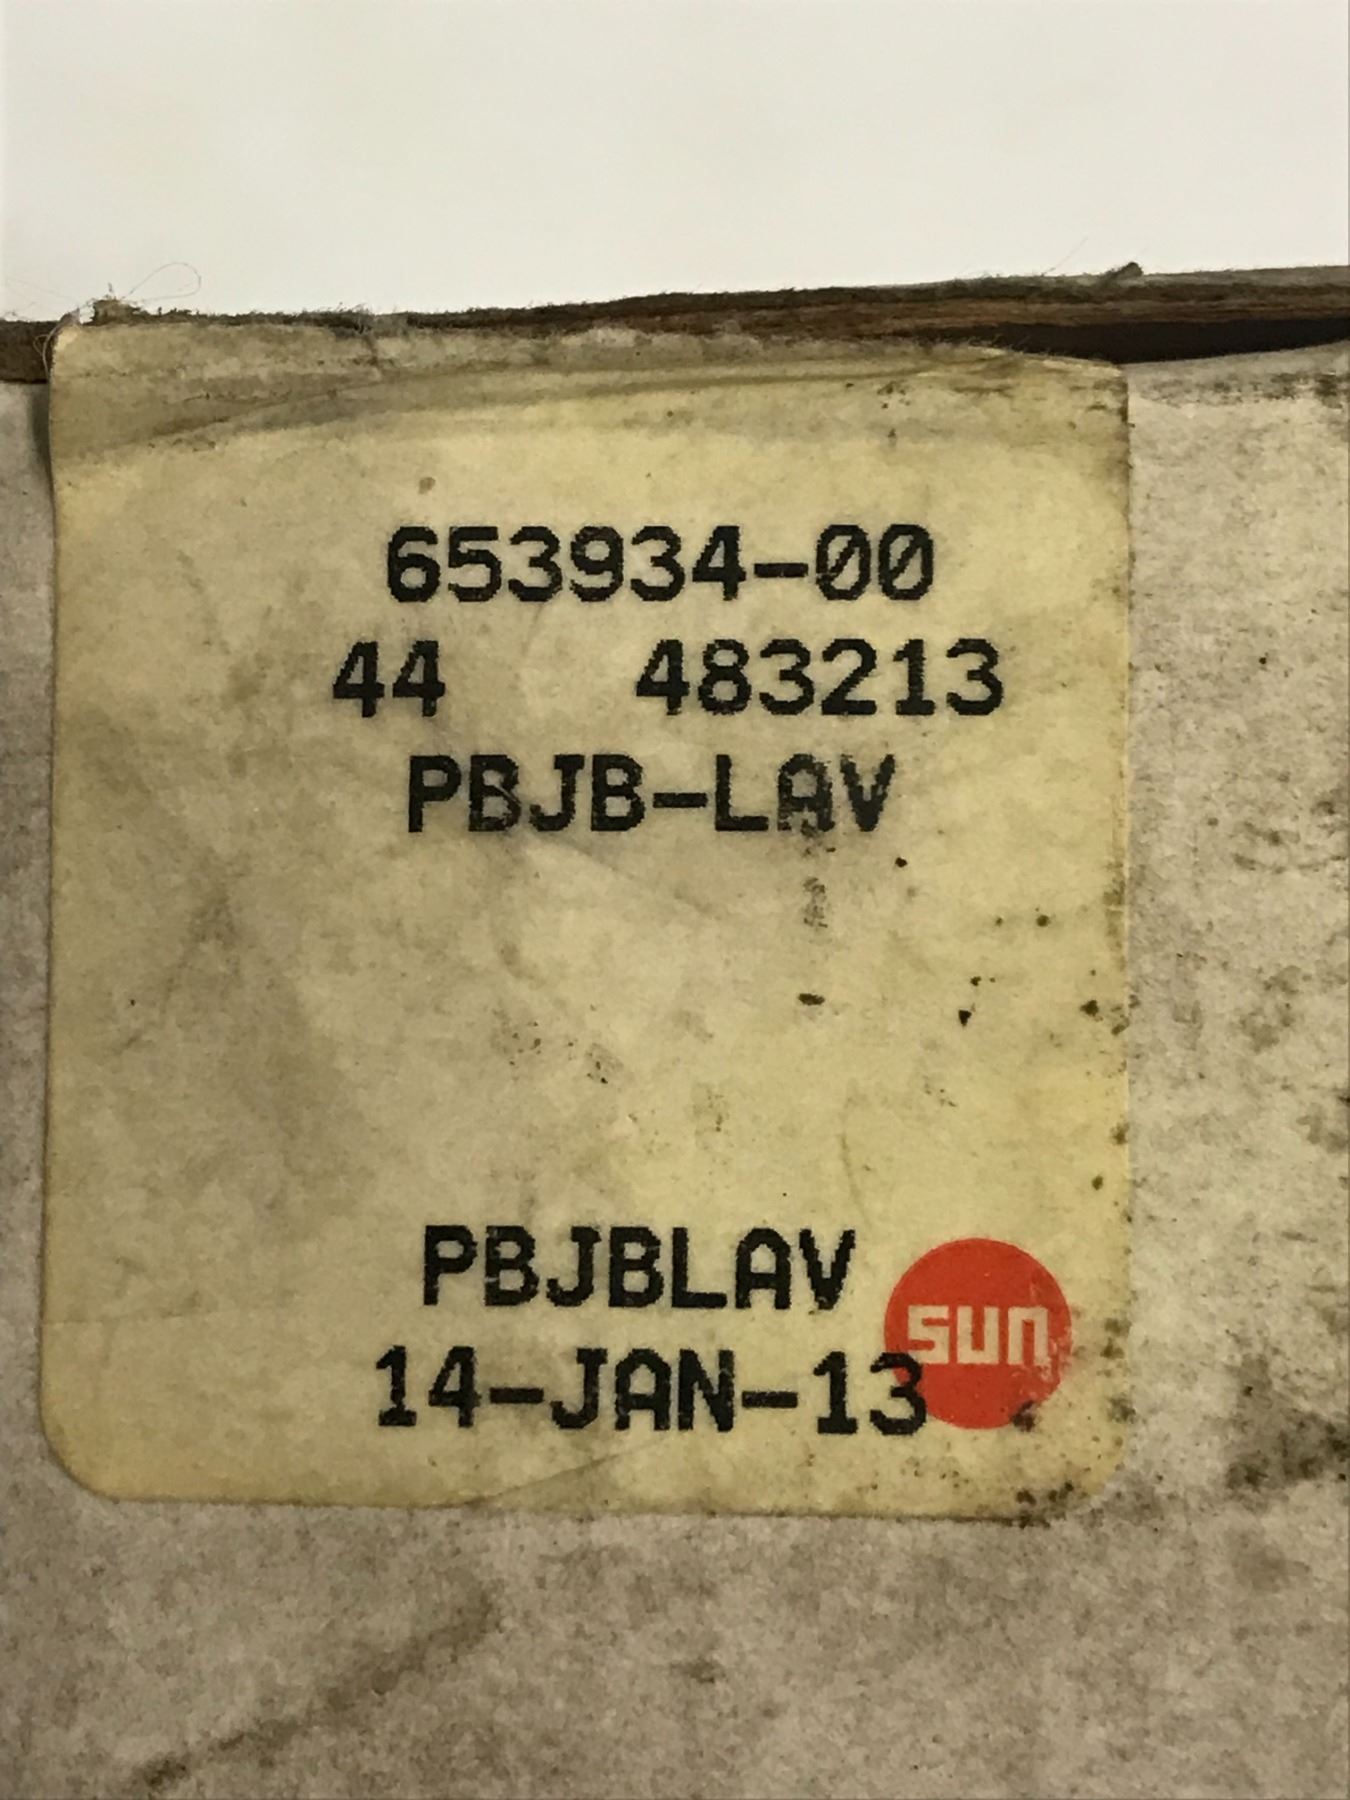 653934-00
44 483213
PBJB-LAV
PBJBLAV
sun
14-JAN-13